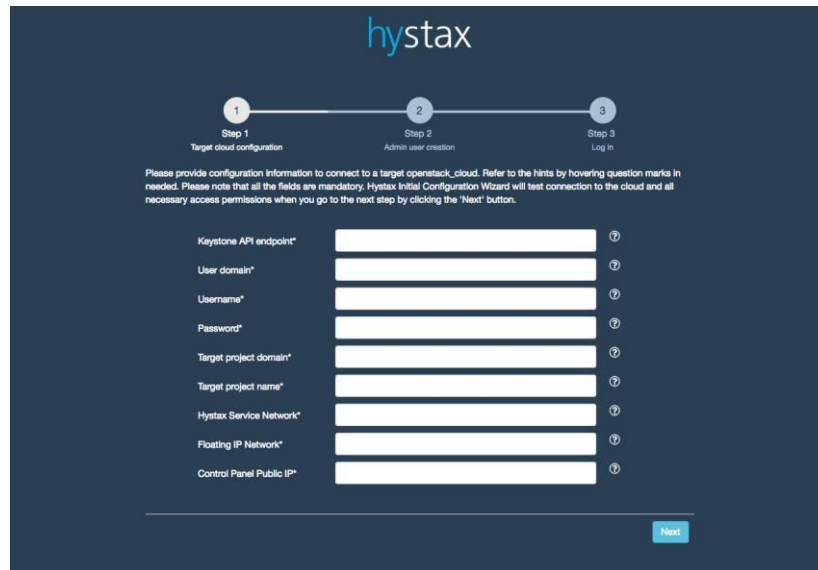 hystax
1 2 3
Step 1 Step 2 Step 3
Target cloud configuration Admin user creation Log in
Please provide configuration information to connect to a target openstack_cloud. Refer to the hints by hovering question marks in
needed. Please note that all the fields are mandatory. Hystax Initial Configuration Wizard will test connection to the cloud and all
necessary access permissions when you go to the next step by clicking the 'Next' button.
Keystone API endpoint* ?
User domain* ?
Username* ?
Password* ?
Target project domain* ?
Target project name* ?
Hystax Service Network* ?
Floating IP Network* ?
Control Panel Public IP* ?
Next